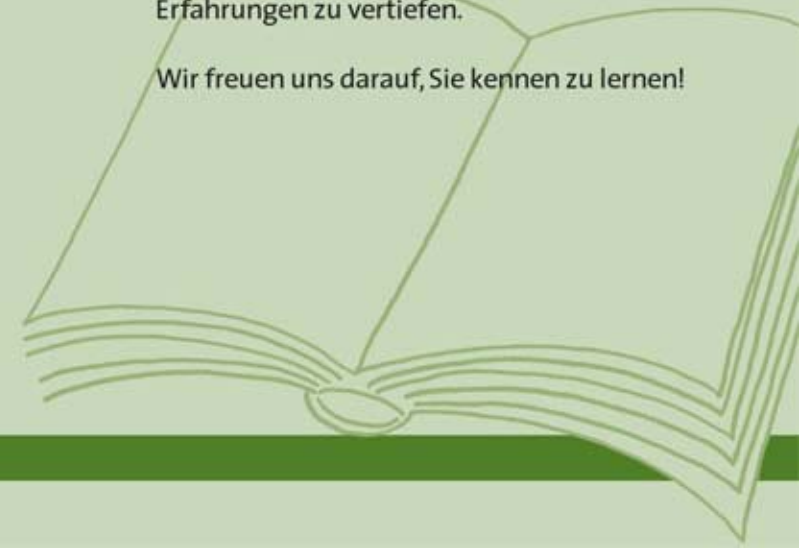 Erfahrungen zu vertiefen.
Wir freuen uns darauf, Sie kennen zu lernen!